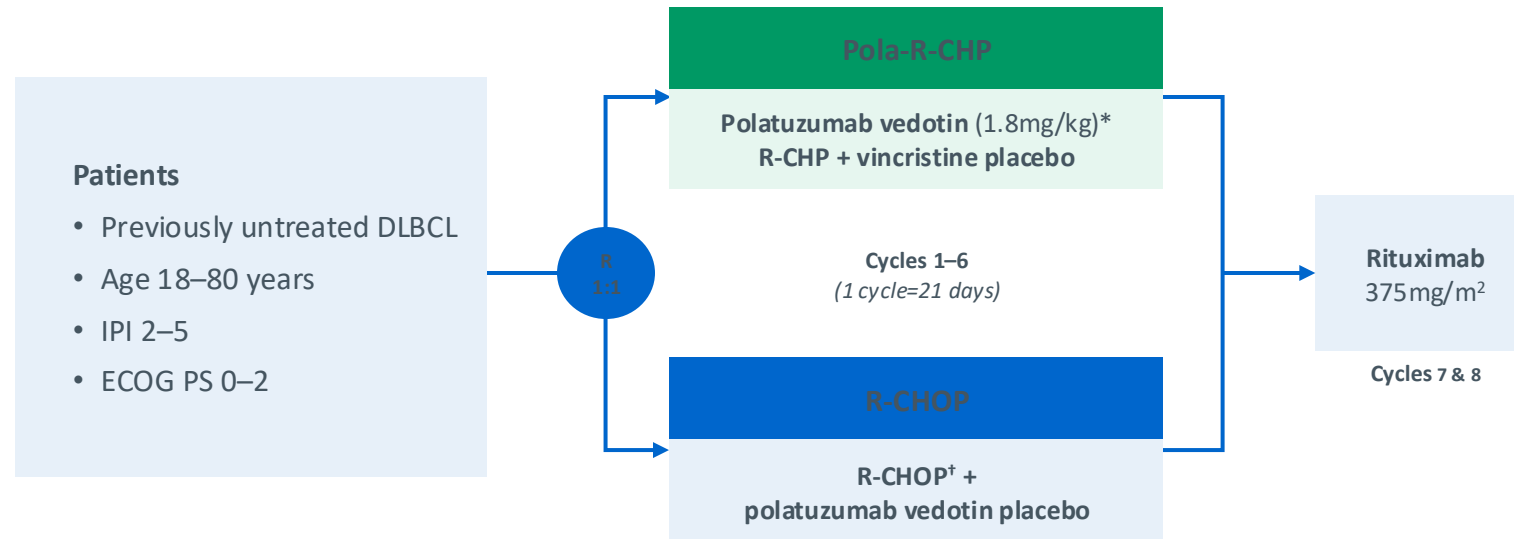 Patients
• Previously untreated DLBCL
• Age 18–80 years
• IPI 2–5
• ECOG PS 0–2
R
1:1
Pola-R-CHP
Polatuzumab vedotin (1.8mg/kg)*
R-CHP + vincristine placebo
Cycles 1–6
(1 cycle=21 days)
R-CHOP
R-CHOP† +
polatuzumab vedotin placebo
Rituximab
375mg/m²
Cycles 7 & 8